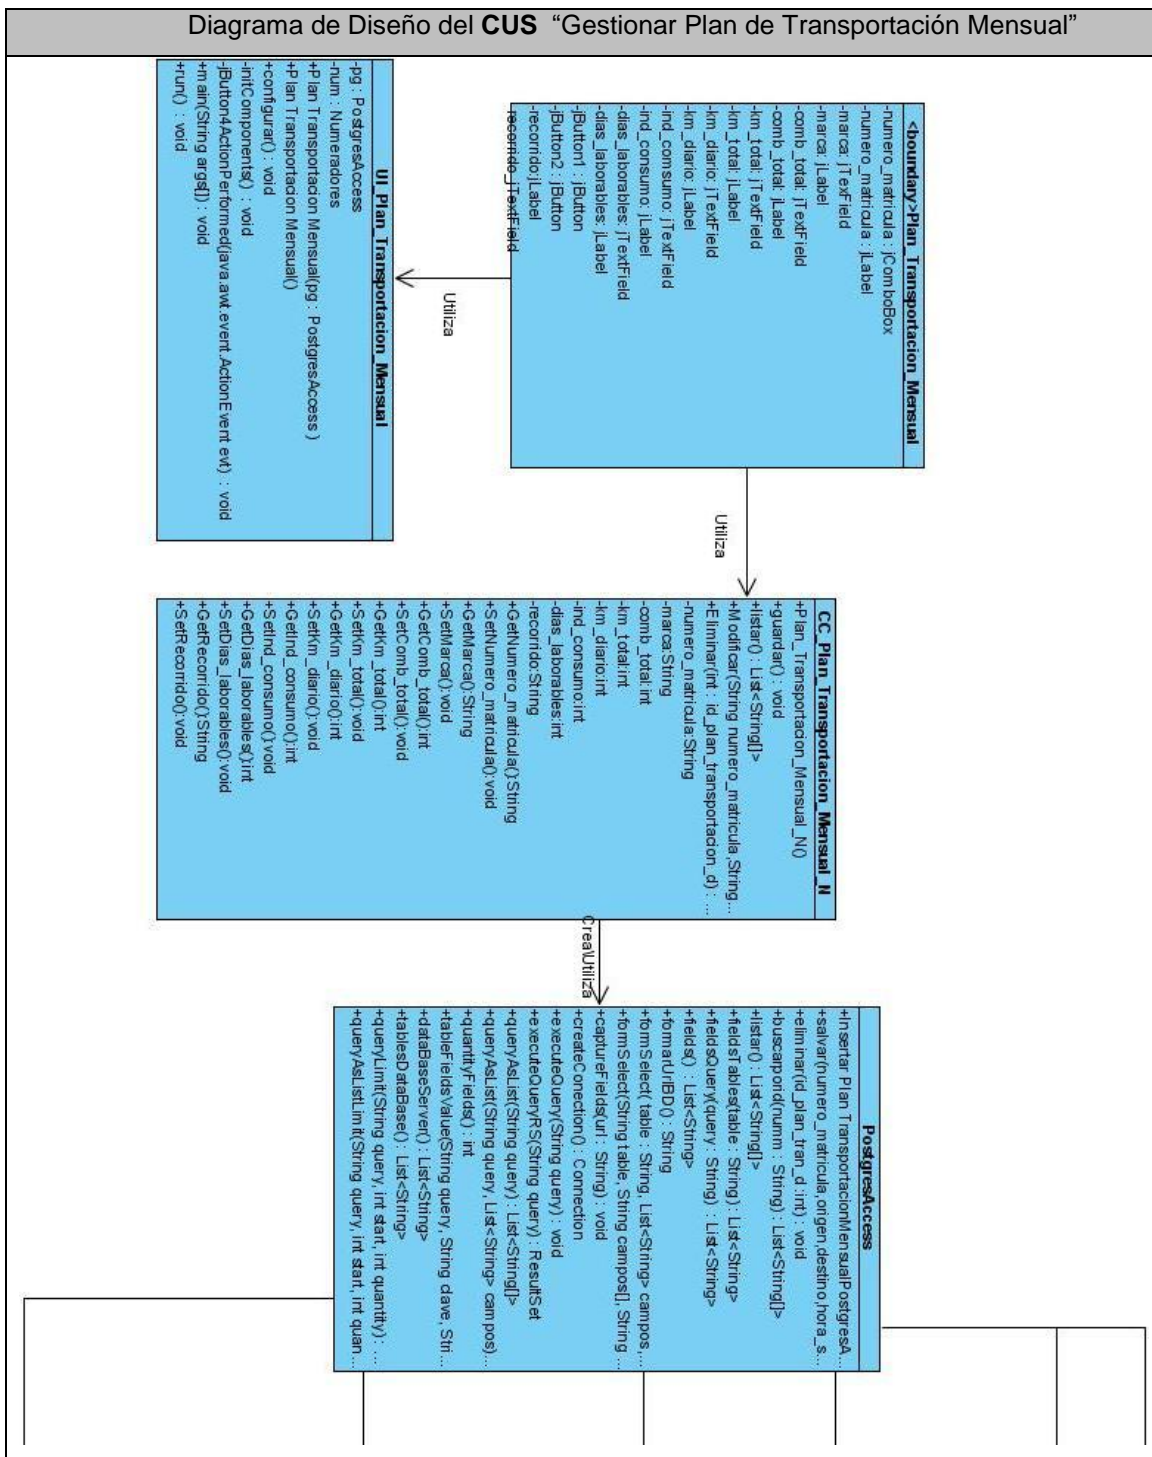 Diagrama de Diseño del CUS “Gestionar Plan de Transportación Mensual”
<boundary>Plan_Transportacion_Mensual
-numero_matricula : jComboBox
-numero_matricula : jLabel
-marca: jTexField
-marca: jLabel
-comb_total: jTextField
-comb_total: jLabel
-km_total: jTextField
-km_total: jLabel
-km_diario: jTextField
-km_diario: jLabel
-ind_comsumo: jTextField
-ind_consumo: jLabel
-dias_laborables: jTextField
-dias_laborables: jLabel
-jButton1 : jButton
-jButton2 : jButton
-recorrido:jLabel
-recorrido_jTextField
Utiliza
UI_Plan_Transportacion_Mensual
-pg : PostgresAccess
-num : Numeradores
+Plan Transportacion Mensual(pg : PostgresAccess )
+Plan Transportacion Mensual()
+configurar() : void
-initComponents() : void
-jButton4ActionPerformed(java.awt.event.ActionEvent evt) : void
+main(String args[]) : void
+run() : void
Utiliza
CC_Plan_Transportacion_Mensual_N
+Plan_Transportacion_Mensual_N()
+guardar() : void
+listar() : List<String[]>
+Modificar(String numero_matricula,String...
+Eliminar(int : id_plan_transportacion_d) : ...
-numero_matricula:String
-marca:String
-comb_total:int
-km_total:int
-km_diario:int
-ind_consumo:int
-dias_laborables:int
-recorrido:String
+GetNumero_matricula():String
+SetNumero_matricula():void
+GetMarca():String
+SetMarca():void
+GetComb_total():int
+SetComb_total():void
+GetKm_total():int
+SetKm_total():void
+GetKm_diario():int
+SetKm_diario():void
+GetInd_consumo():int
+SetInd_consumo():void
+GetDias_laborables():int
+SetDias_laborables():void
+GetRecorrido():String
+SetRecorrido():void
Crea\Utiliza
PostgresAccess
+Insertar Plan TransportacionMensualPostgresA...
+salvar(numero_matricula,origen,destino,hora_s...
+eliminar(id_plan_tran_d :int) : void
+buscarporid(numm : String) : List<String[]>
+listar() : List<String[]>
+fieldsTables(table : String) : List<String>
+fieldsQuery(query : String) : List<String>
+fields() : List<String>
+formarUrlBD() : String
+formSelect( table : String, List<String> campos,...
+formSelect(String table, String campos[], String ...
+captureFields(url : String) : void
+createConection() : Connection
+executeQuery(String query) : void
+executeQueryRS(String query) : ResultSet
+queryAsList(String query) : List<String[]>
+queryAsList(String query, List<String> campos)...
+quantityFields() : int
+tableFieldsValue(String query, String clave, Stri...
+dataBaseServer() : List<String>
+tablesDataBase() : List<String>
+queryLimit(String query, int start, int quantity) : ...
+queryAsListLimit(String query, int start, int quan...